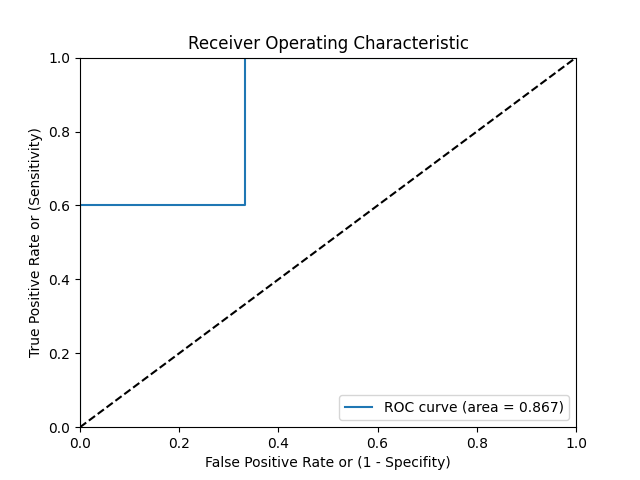 Receiver Operating Characteristic
1.0
0.8
0.6
0.4
0.2
0.0
True Positive Rate or (Sensitivity)
ROC curve (area = 0.867)
0.0 0.2 0.4 0.6 0.8 1.0
False Positive Rate or (1 - Specifity)